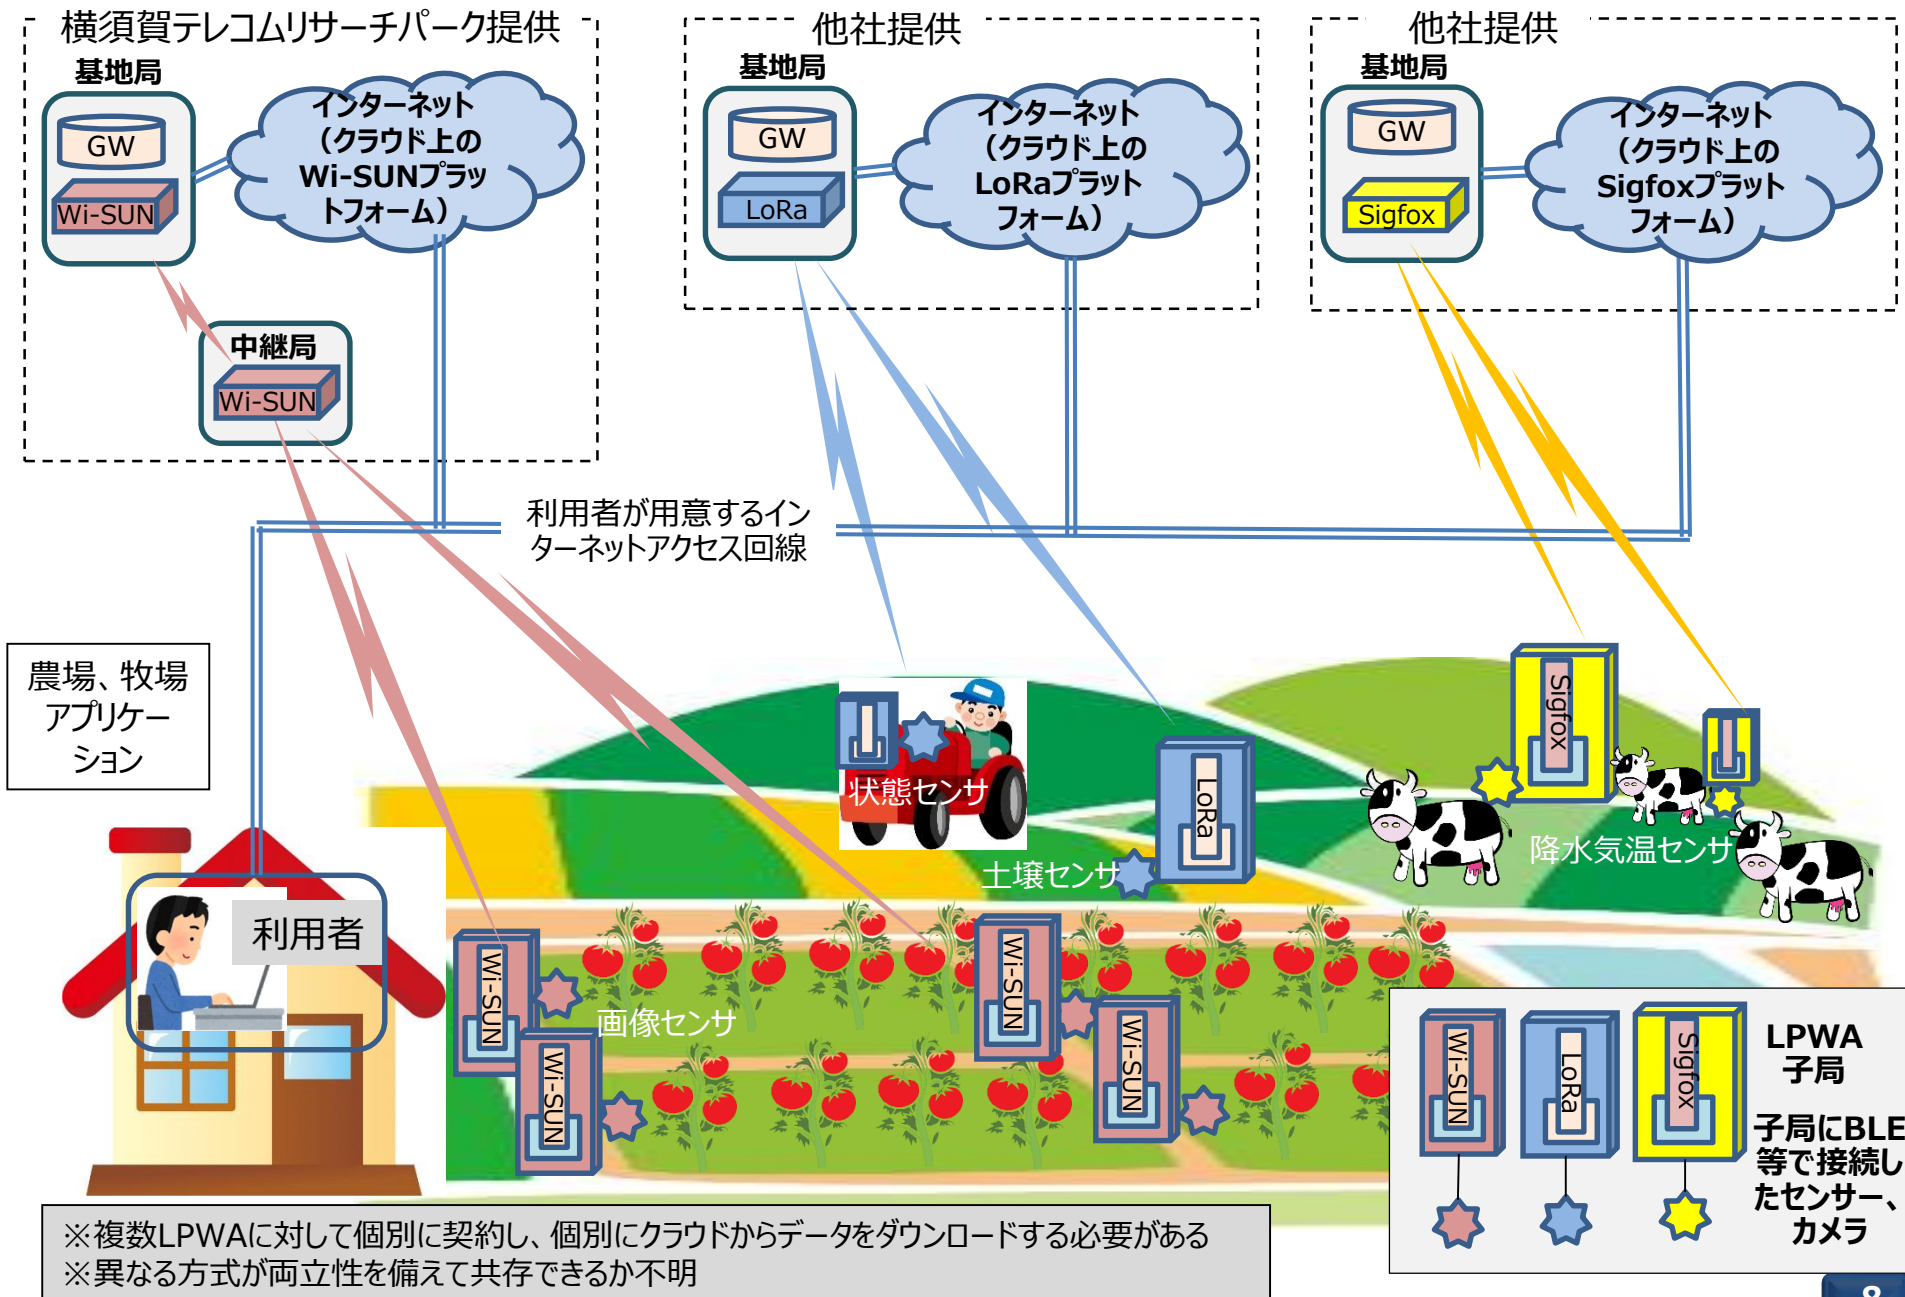 横須賀テレコムリサーチパーク提供
基地局
GW
Wi-SUN
インターネット
（クラウド上の
Wi-SUNプラッ
トフォーム）
中継局
Wi-SUN
他社提供
基地局
GW
LoRa
インターネット
（クラウド上の
LoRaプラット
フォーム）
他社提供
基地局
GW
Sigfox
インターネット
（クラウド上の
Sigfoxプラット
フォーム）
利用者が用意するイン
ターネットアクセス回線
農場、牧場
アプリケー
ション
利用者
状態センサ
土壌センサ
LoRa
Sigfox
降水気温センサ
Wi-SUN
Wi-SUN
画像センサ
Wi-SUN
Wi-SUN
Wi-SUN
LoRa
Sigfox
LPWA
子局
子局にBLE
等で接続し
たセンサー、
カメラ
※複数LPWAに対して個別に契約し、個別にクラウドからデータをダウンロードする必要がある
※異なる方式が両立性を備えて共存できるか不明
8